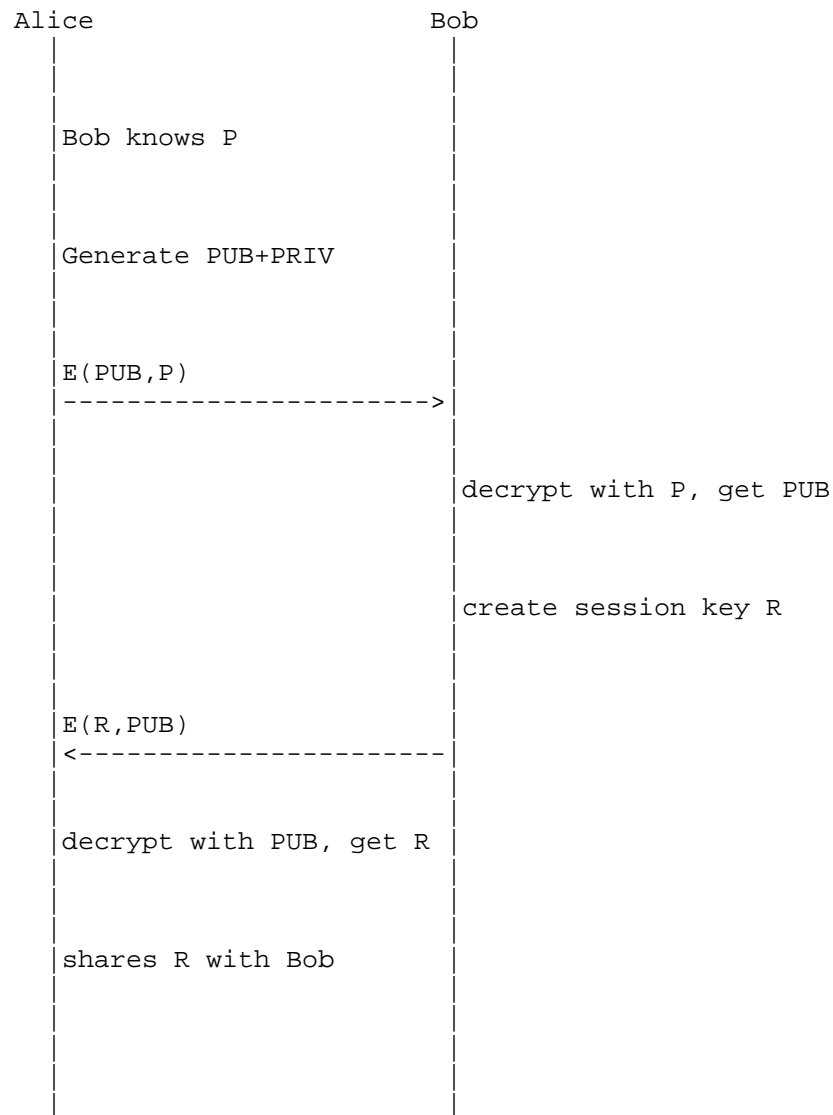 Alice Bob
Bob knows P
Generate PUB+PRIV
E(PUB,P)
----------------------->
decrypt with P, get PUB
create session key R
E(R,PUB)
<-----------------------
decrypt with PUB, get R
shares R with Bob